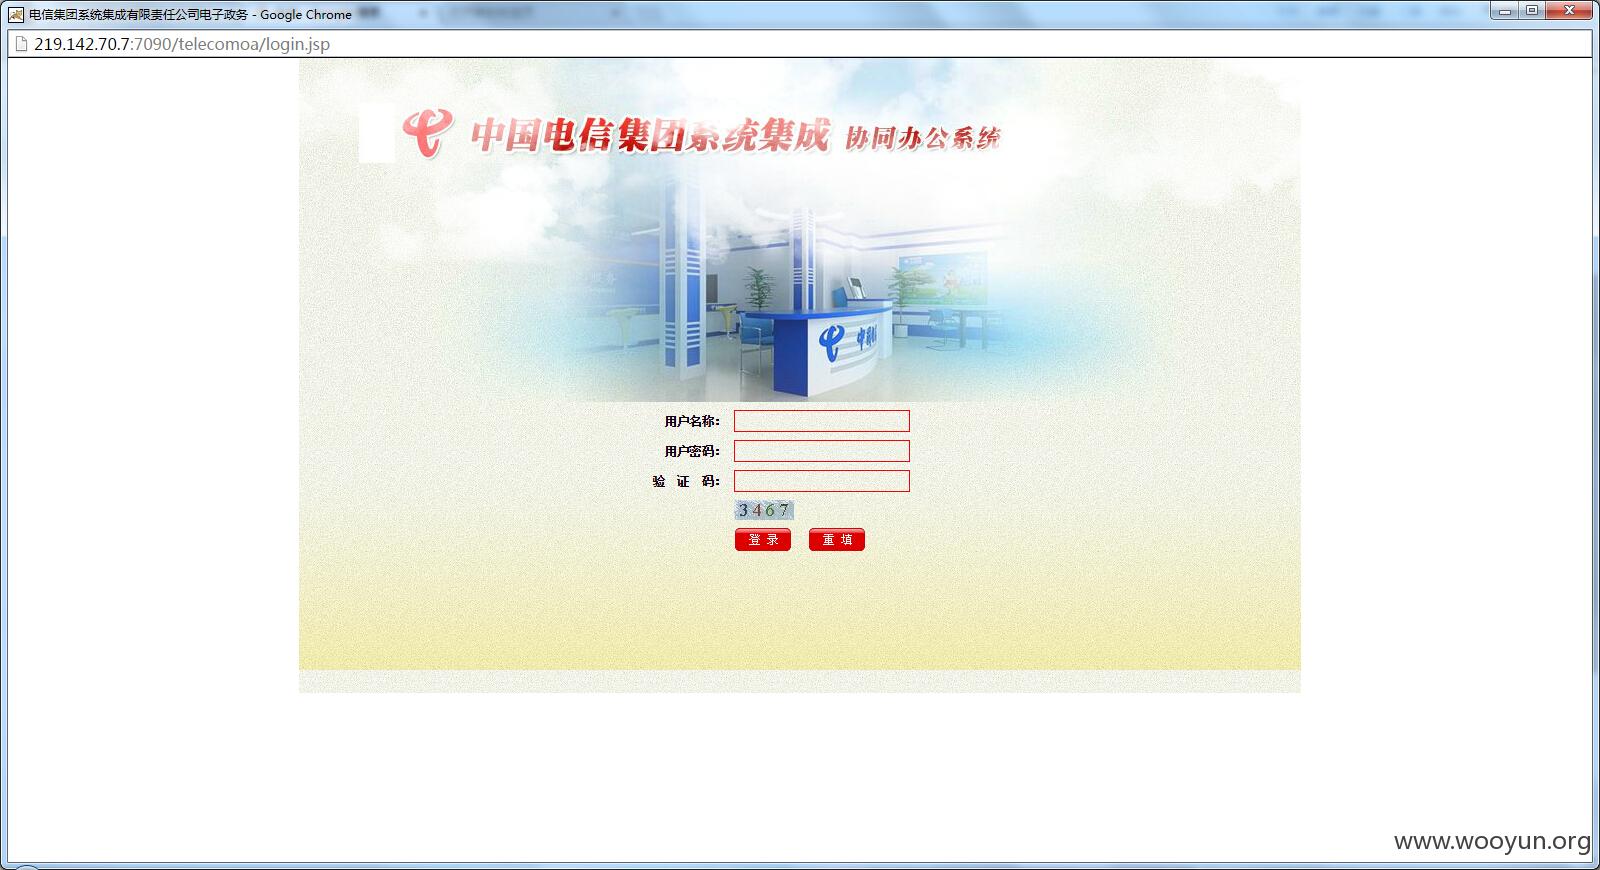 电信集团系统集成有限责任公司电子政务 - Google Chrome
219.142.70.7:7090/telecomoa/login.jsp
中国电信集团系统集成 协同办公系统
用户名称：
用户密码：
验 证 码：
3467
登 录 重 填
www.wooyun.org